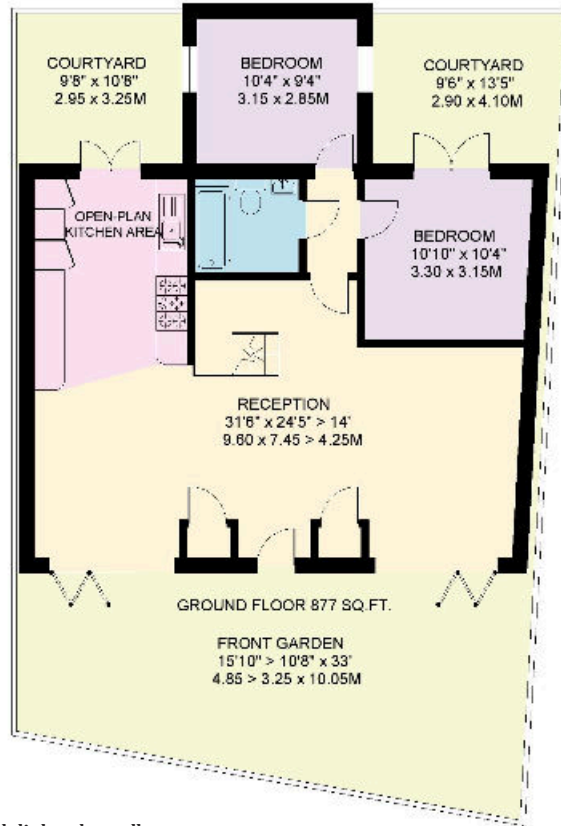 COURTYARD
9'8" x 10'8"
2.95 x 3.25M
BEDROOM
10'4" x 9'4"
3.15 x 2.85M
COURTYARD
9'6" x 13'5"
2.90 x 4.10M
OPEN-PLAN
KITCHEN AREA
BEDROOM
10'10" x 10'4"
3.30 x 3.15M
RECEPTION
31'6" x 24'5" > 14'
9.60 x 7.45 > 4.25M
GROUND FLOOR 877 SQ.FT.
FRONT GARDEN
15'10" > 10'8" x 33'
4.85 > 3.25 x 10.05M